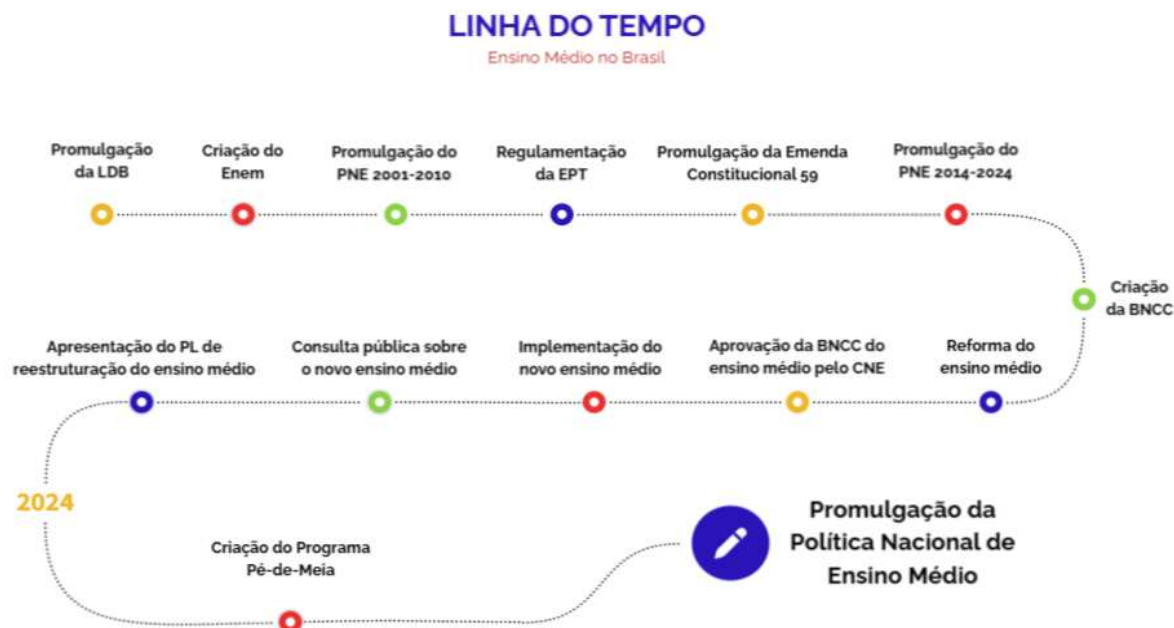 LINHA DO TEMPO
Ensino Médio no Brasil
Promulgação
da LDB
Criação do
Enem
Promulgação do
PNE 2001-2010
Regulamentação
da EPT
Promulgação da Emenda
Constitucional 59
Promulgação do
PNE 2014-2024
Criação
da BNCC
Reforma do
ensino médio
Aprovação da BNCC do
ensino médio pelo CNE
Implementação do
novo ensino médio
Consulta pública sobre
o novo ensino médio
Apresentação do PL de
reestruturação do ensino médio
2024
Criação do Programa
Pé-de-Meia
Promulgação da
Política Nacional de
Ensino Médio